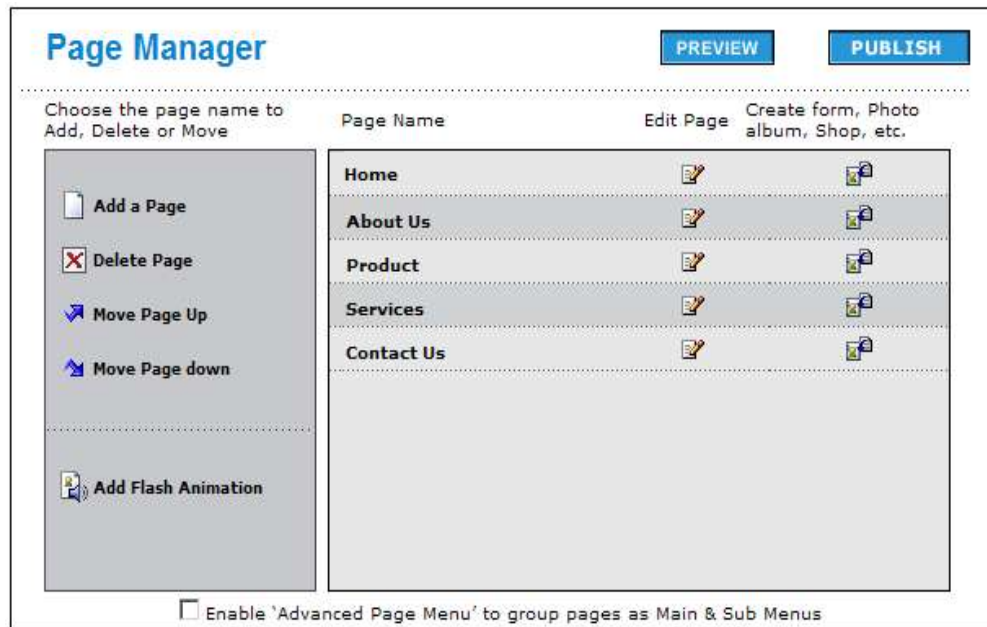 Page Manager
PREVIEW
PUBLISH
Choose the page name to
Add, Delete or Move
Page Name
Edit Page
Create form, Photo
album, Shop, etc.
Add a Page
Delete Page
Move Page Up
Move Page down
Add Flash Animation
Home
About Us
Product
Services
Contact Us
Enable ‘Advanced Page Menu’ to group pages as Main & Sub Menus